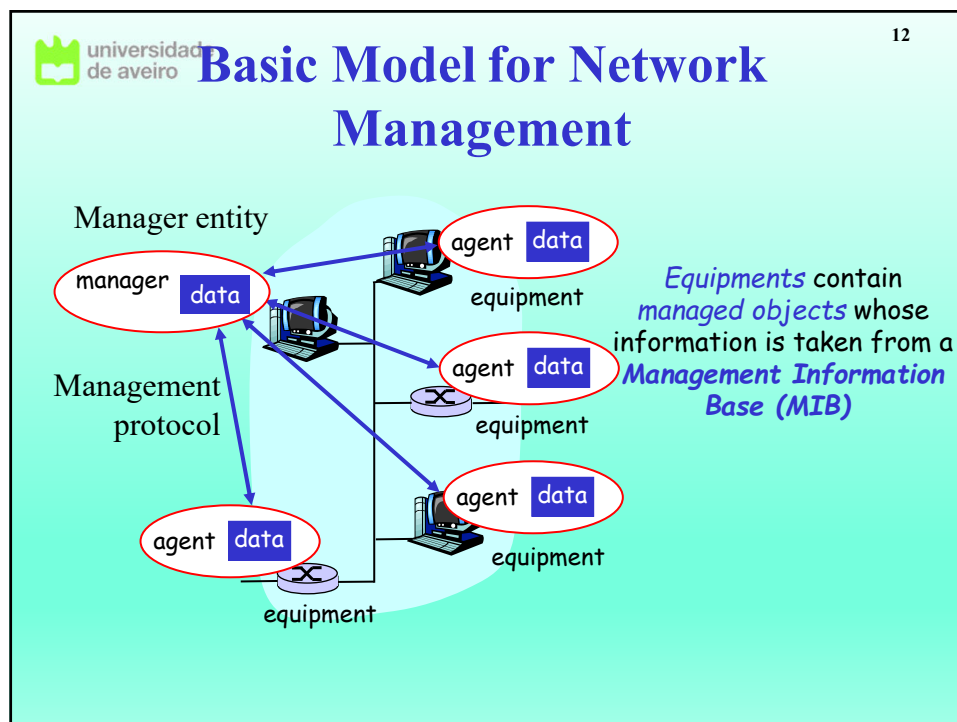 12
universidade
de aveiro
Basic Model for Network
Management
Manager entity
manager
data
agent data
equipment
agent data
equipment
Management
protocol
agent data
equipment
agent data
equipment
Equipments contain
managed objects whose
information is taken from a
Management Information
Base (MIB)